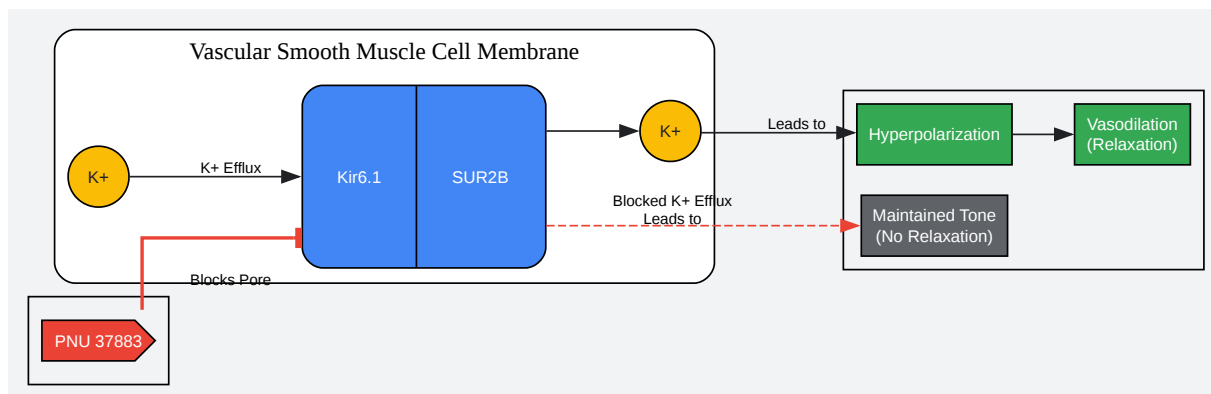 Vascular Smooth Muscle Cell Membrane
K+
K+ Efflux
Kir6.1
SUR2B
K+
Leads to
Hyperpolarization
Vasodilation
(Relaxation)
Blocked K+ Efflux
Leads to
Maintained Tone
(No Relaxation)
Blocks Pore
PNU 37883